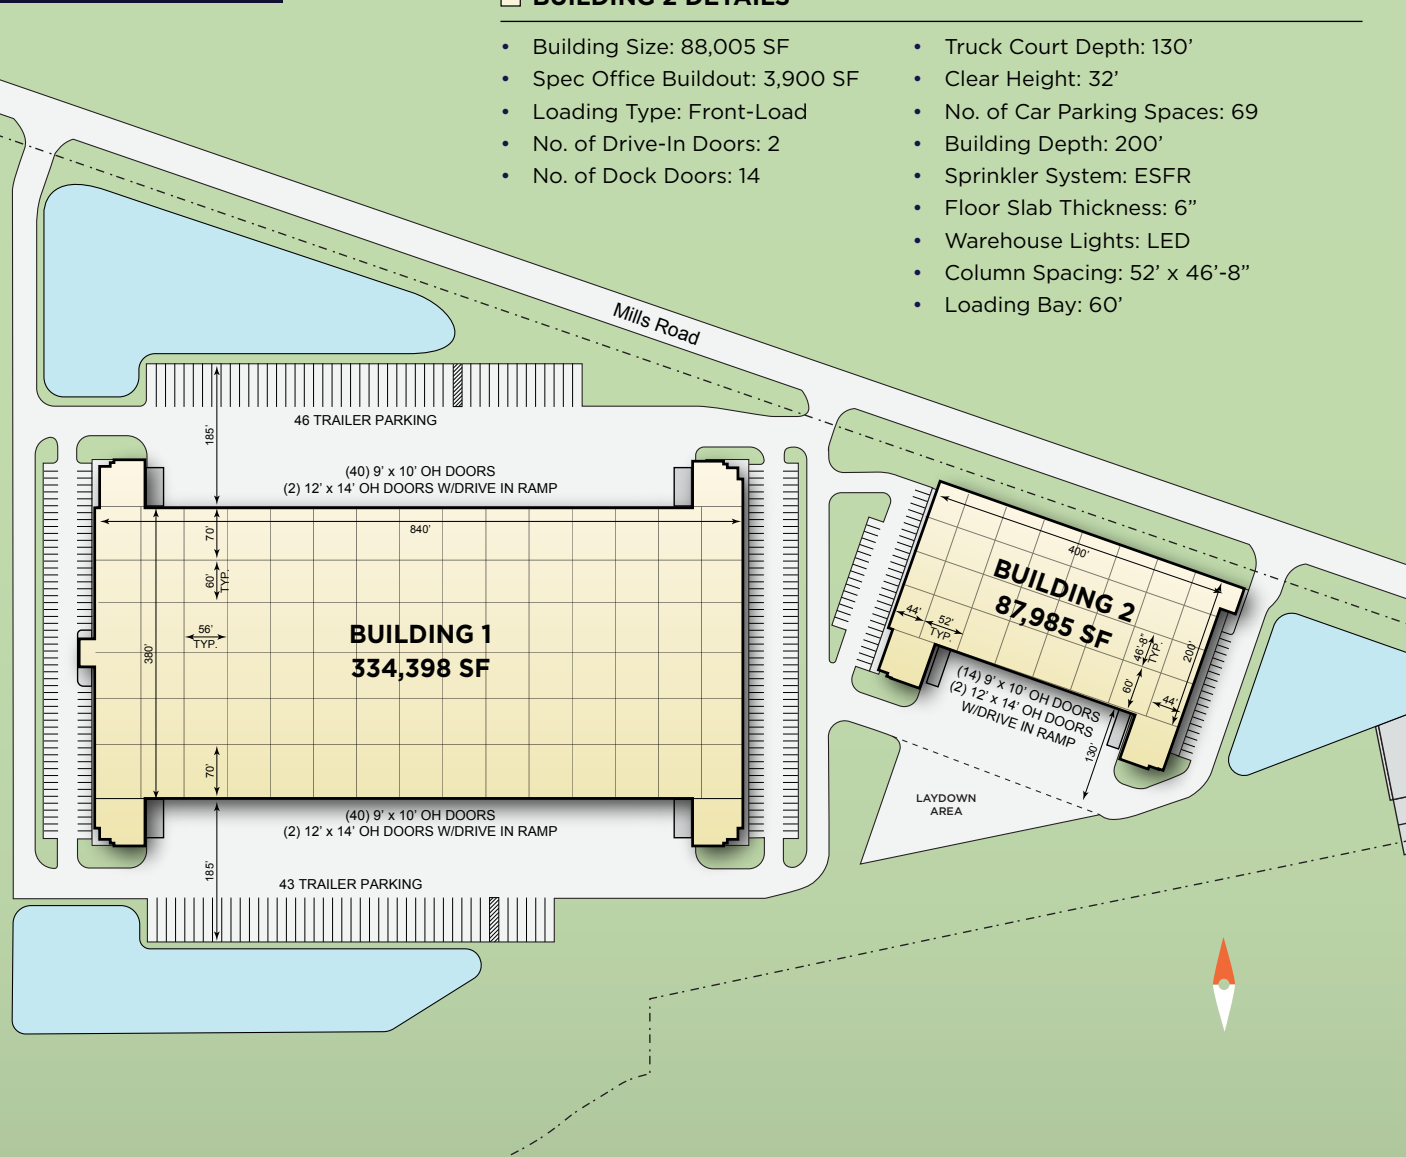 BUILDING 2 DETAILS
• Building Size: 88,005 SF
• Spec Office Buildout: 3,900 SF
• Loading Type: Front-Load
• No. of Drive-In Doors: 2
• No. of Dock Doors: 14
• Truck Court Depth: 130’
• Clear Height: 32’
• No. of Car Parking Spaces: 69
• Building Depth: 200’
• Sprinkler System: ESFR
• Floor Slab Thickness: 6”
• Warehouse Lights: LED
• Column Spacing: 52’ x 46’-8”
• Loading Bay: 60’
Mills Road
46 TRAILER PARKING
185'
(40) 9' x 10' OH DOORS
(2) 12' x 14' OH DOORS W/DRIVE IN RAMP
840'
70'
60'
TYP.
56'
TYP.
380'
BUILDING 1
334,398 SF
70'
(40) 9' x 10' OH DOORS
(2) 12' x 14' OH DOORS W/DRIVE IN RAMP
185'
43 TRAILER PARKING
400'
BUILDING 2
87,985 SF
44'
52'
TYP.
46'-8"
TYP.
200'
60'
44'
(14) 9' x 10' OH DOORS
(2) 12' x 14' OH DOORS
W/DRIVE IN RAMP
130'
LAYDOWN
AREA